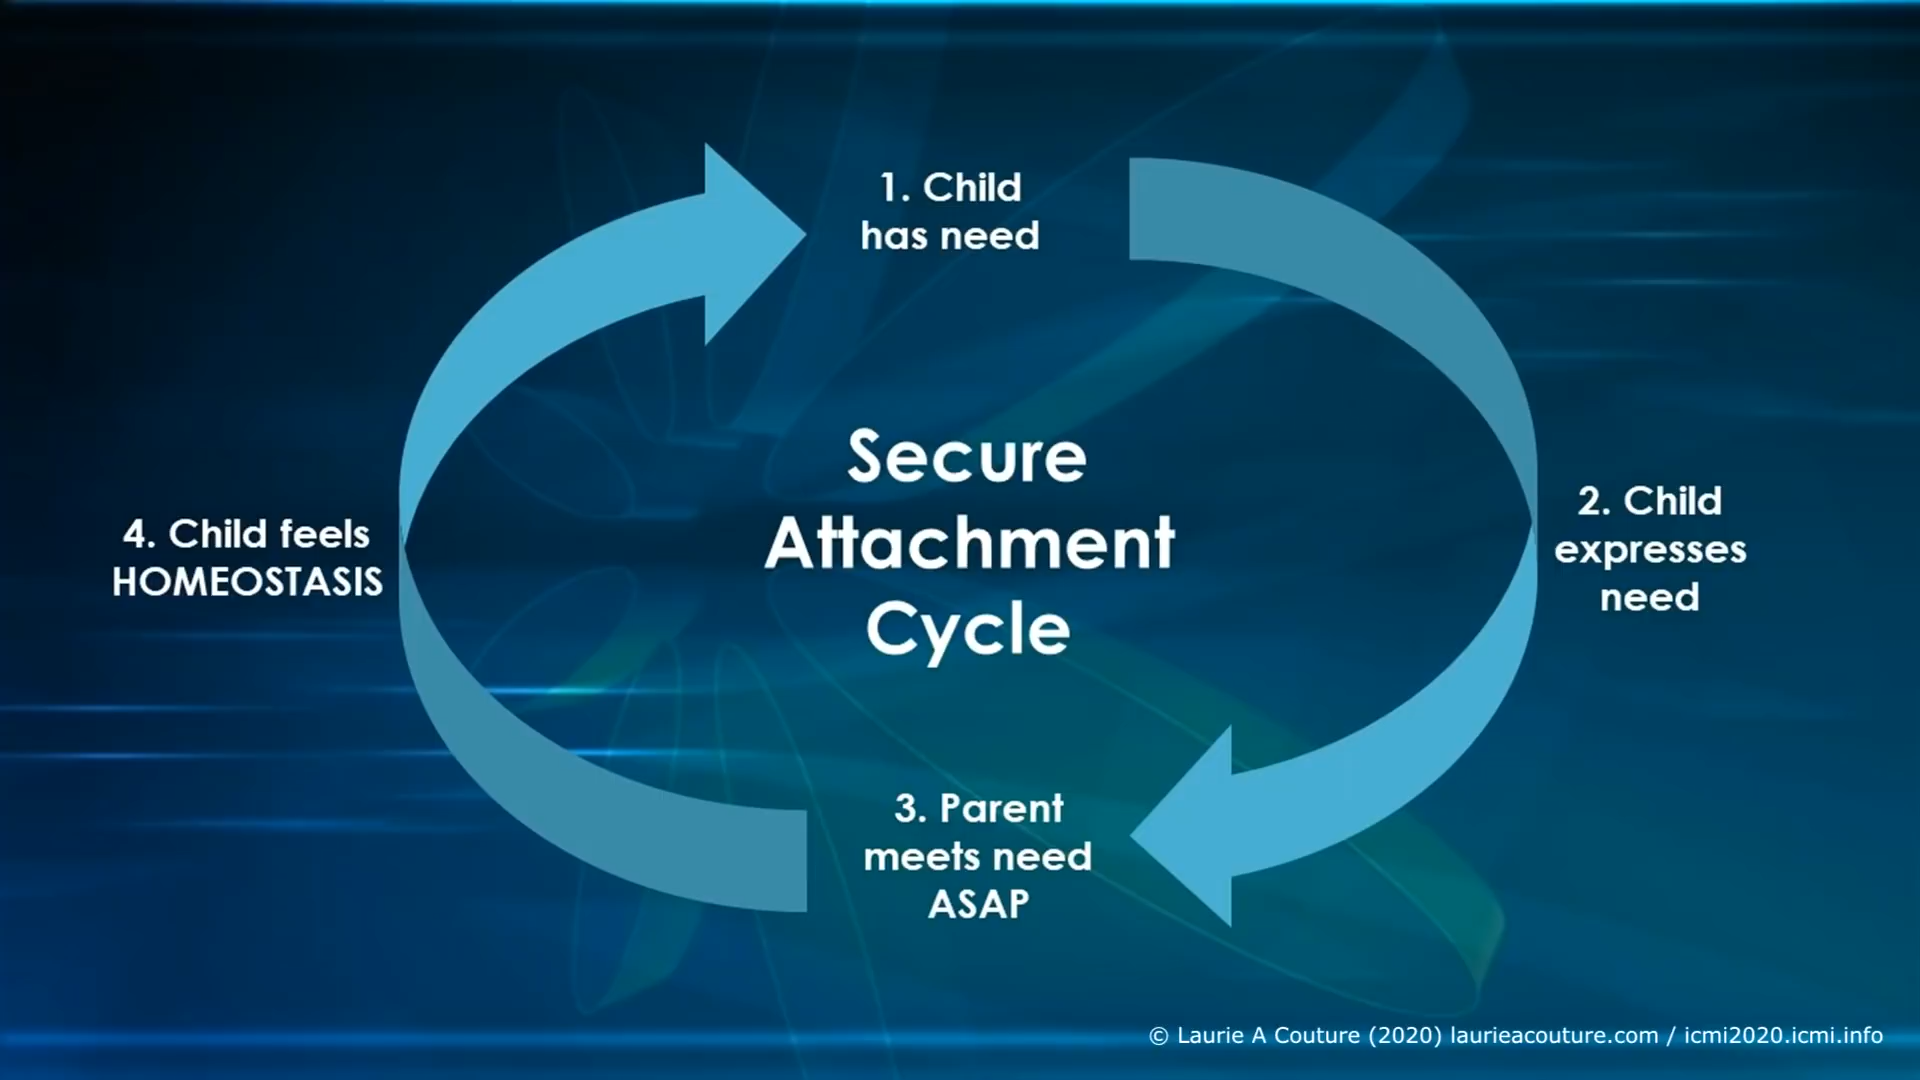 1. Child
has need
Secure
Attachment
Cycle
2. Child
expresses
need
3. Parent
meets need
ASAP
4. Child feels
HOMEOSTASIS
© Laurie A Couture (2020) laurieacouture.com / icmi2020.icmi.info